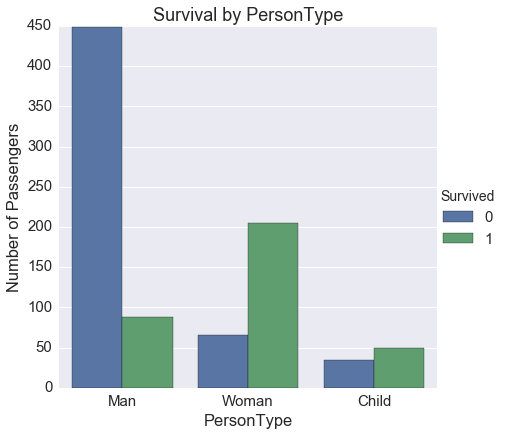 Survival by PersonType
450
400
350
300
250
200
150
100
50
0
Number of Passengers
Man Woman Child
PersonType
Survived
0
1